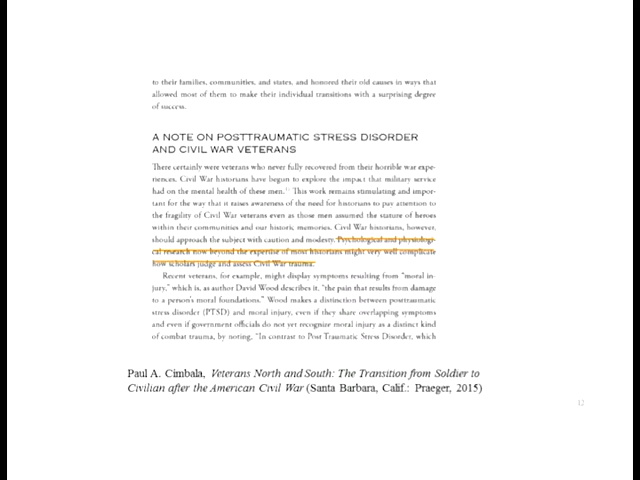 to their families, communities, and states, and honored their old causes in ways that
allowed most of them to make their individual transitions with a surprising degree
of success.
A NOTE ON POSTTRAUMATIC STRESS DISORDER
AND CIVIL WAR VETERANS
There certainly were veterans who never fully recovered from their horrible war expe-
riences. Civil War historians have begun to explore the impact that military service
had on the mental health of these men. This work remains stimulating and impor-
tant for the way that it raises awareness of the need for historians to pay attention to
the fragility of Civil War veterans even as those men assumed the stature of heroes
within their communities and our historic memories. Civil War historians, however,
should approach the subject with caution and modesty. Psychological and physiologi-
cal research now beyond the expertise of most historians might very well complicate
how scholars judge and assess Civil War trauma.
Recent veterans, for example, might display symptoms resulting from "moral in-
jury," which is, as author David Wood describes it, "the pain that results from damage
to a person's moral foundations." Wood makes a distinction between posttraumatic
stress disorder (PTSD) and moral injury, even if they share overlapping symptoms
and even if government officials do not yet recognize moral injury as a distinct kind
of combat trauma, by noting, "In contrast to Post Traumatic Stress Disorder, which
Paul A. Cimbala, Veterans North and South: The Transition from Soldier to
Civilian after the American Civil War (Santa Barbara, Calif.: Praeger, 2015)
12